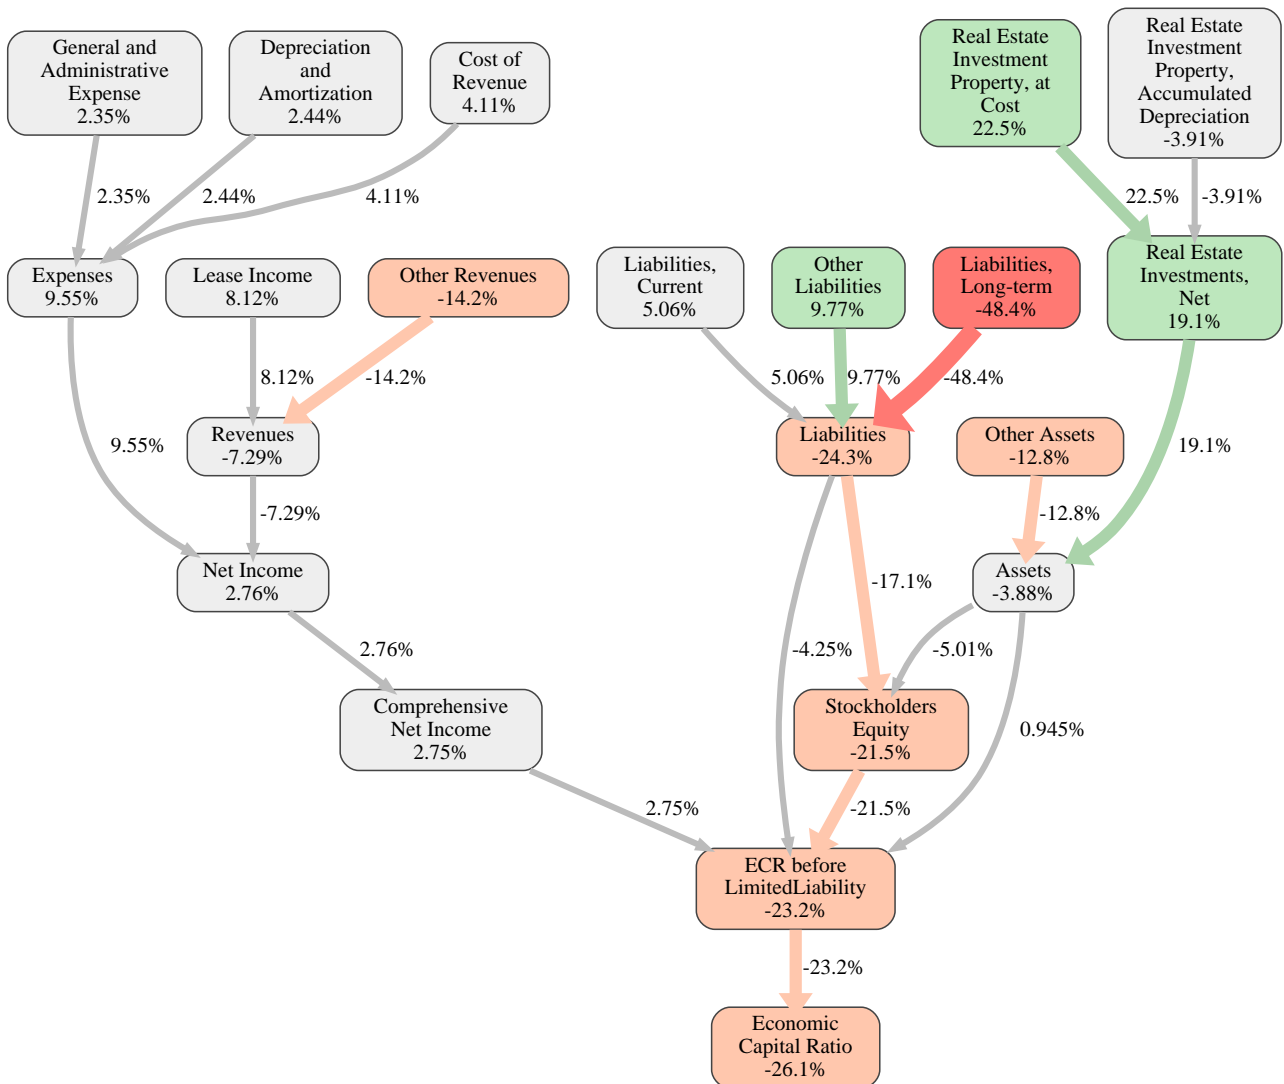 General and
Administrative
Expense
2.35%
Depreciation
and
Amortization
2.44%
Cost of
Revenue
4.11%
Real Estate
Investment
Property, at
Cost
22.5%
Real Estate
Investment
Property,
Accumulated
Depreciation
-3.91%
2.35%
2.44%
4.11%
22.5%
-3.91%
Expenses
9.55%
Lease Income
8.12%
Other Revenues
-14.2%
Liabilities,
Current
5.06%
Other
Liabilities
9.77%
Liabilities,
Long-term
-48.4%
Real Estate
Investments,
Net
19.1%
8.12%
-14.2%
5.06%
9.77%
-48.4%
9.55%
Revenues
-7.29%
Liabilities
-24.3%
Other Assets
-12.8%
19.1%
-7.29%
-12.8%
Net Income
2.76%
-17.1%
Assets
-3.88%
2.76%
-4.25%
-5.01%
Comprehensive
Net Income
2.75%
Stockholders
Equity
-21.5%
0.945%
2.75%
-21.5%
ECR before
LimitedLiability
-23.2%
-23.2%
Economic
Capital Ratio
-26.1%